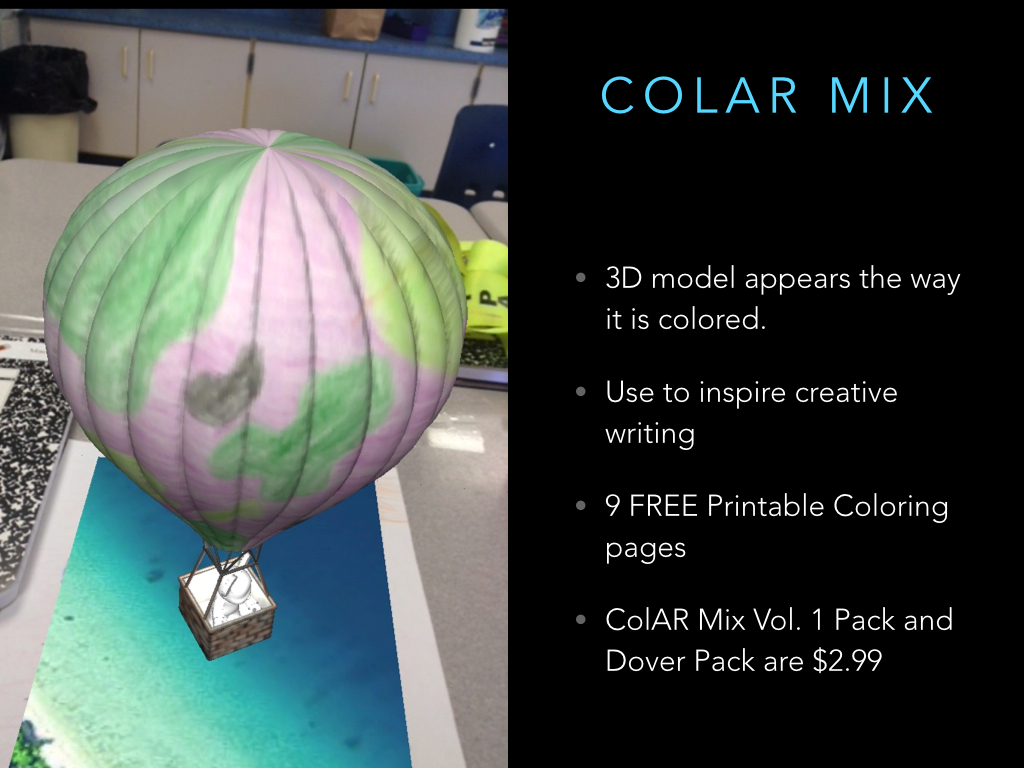 COLAR MIX
• 3D model appears the way
it is colored.
• Use to inspire creative
writing
• 9 FREE Printable Coloring
pages
• ColAR Mix Vol. 1 Pack and
Dover Pack are $2.99